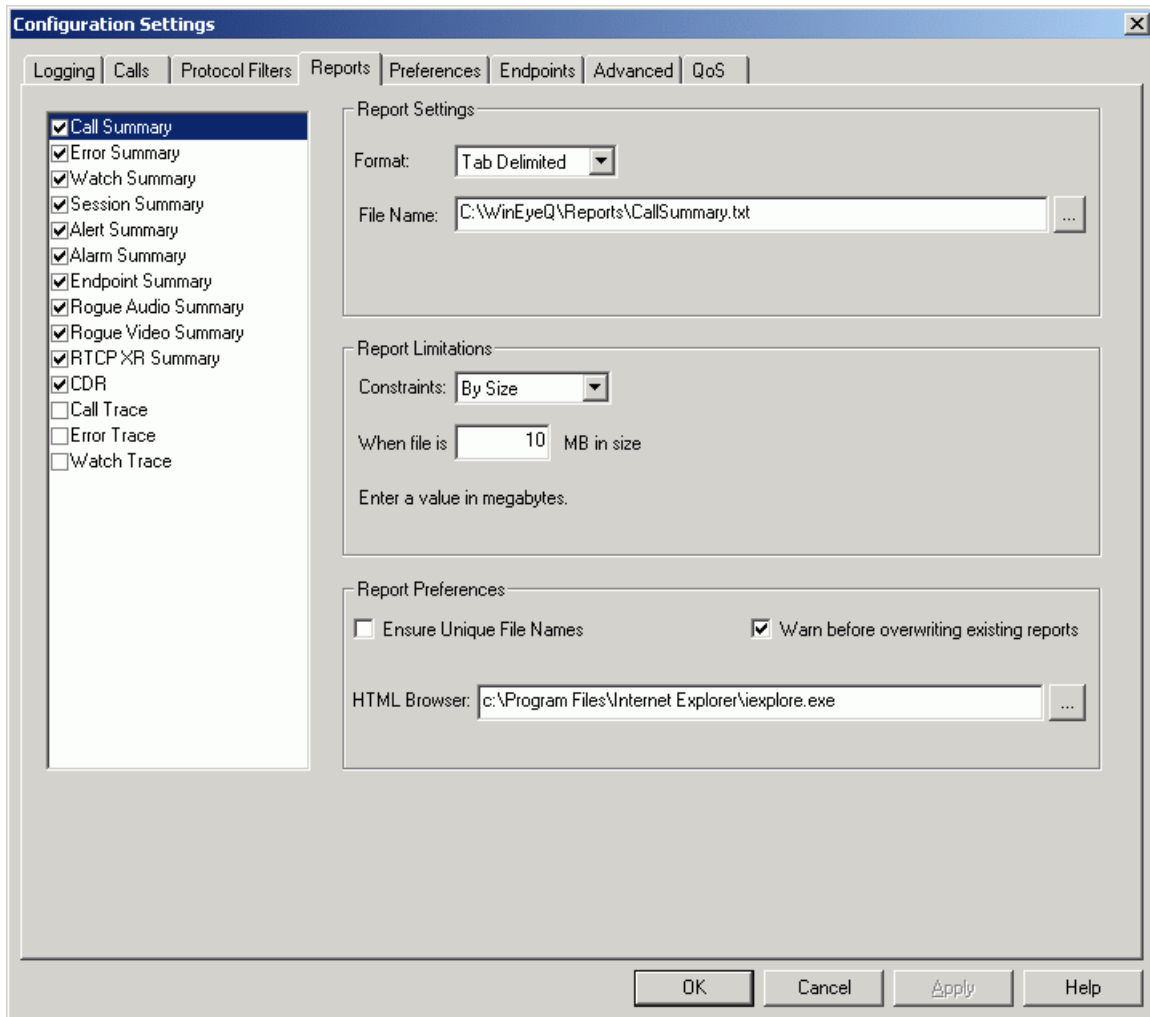 Configuration Settings
Logging Calls Protocol Filters Reports Preferences Endpoints Advanced QoS
Call Summary
Error Summary
Watch Summary
Session Summary
Alert Summary
Alarm Summary
Endpoint Summary
Rogue Audio Summary
Rogue Video Summary
RTCP XR Summary
CDR
Call Trace
Error Trace
Watch Trace
Report Settings
Format: Tab Delimited
File Name: C:\WinEyeQ\Reports\CallSummary.txt ...
Report Limitations
Constraints: By Size
When file is 10 MB in size
Enter a value in megabytes.
Report Preferences
Ensure Unique File Names Warn before overwriting existing reports
HTML Browser: c:\Program Files\Internet Explorer\iexplore.exe ...
OK Cancel Apply Help